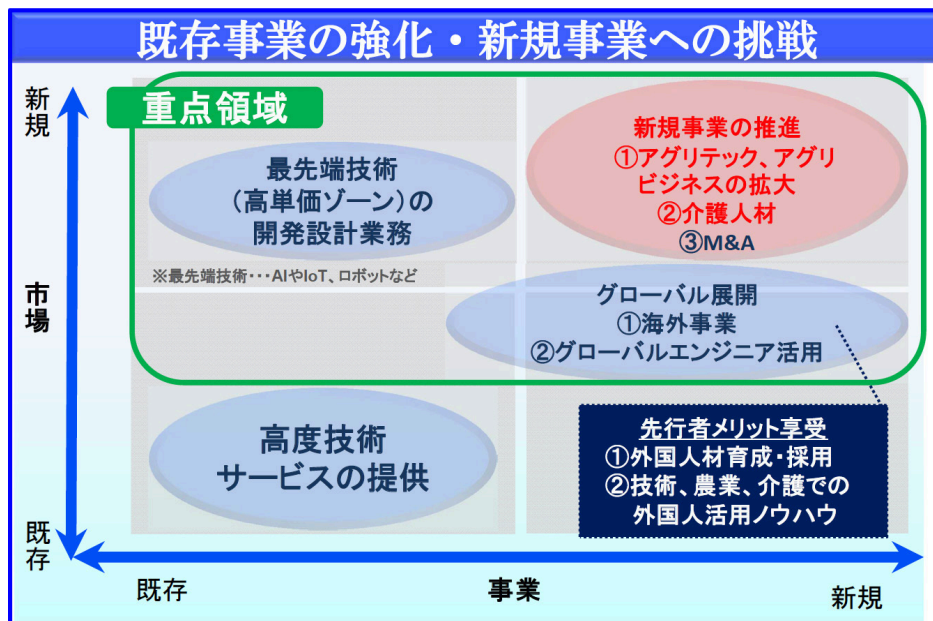 既存事業の強化・新規事業への挑戦
新規
重点領域
最先端技術
(高単価ゾーン)の
開発設計業務
※最先端技術・・・AIやIoT、ロボットなど
新規事業の推進
①アグリテック、アグリ
ビジネスの拡大
②介護人材
③M&A
市場
グローバル展開
①海外事業
②グローバルエンジニア活用
高度技術
サービスの提供
先行者メリット享受
①外国人材育成・採用
②技術、農業、介護での
外国人活用ノウハウ
既存
既存
事業
新規